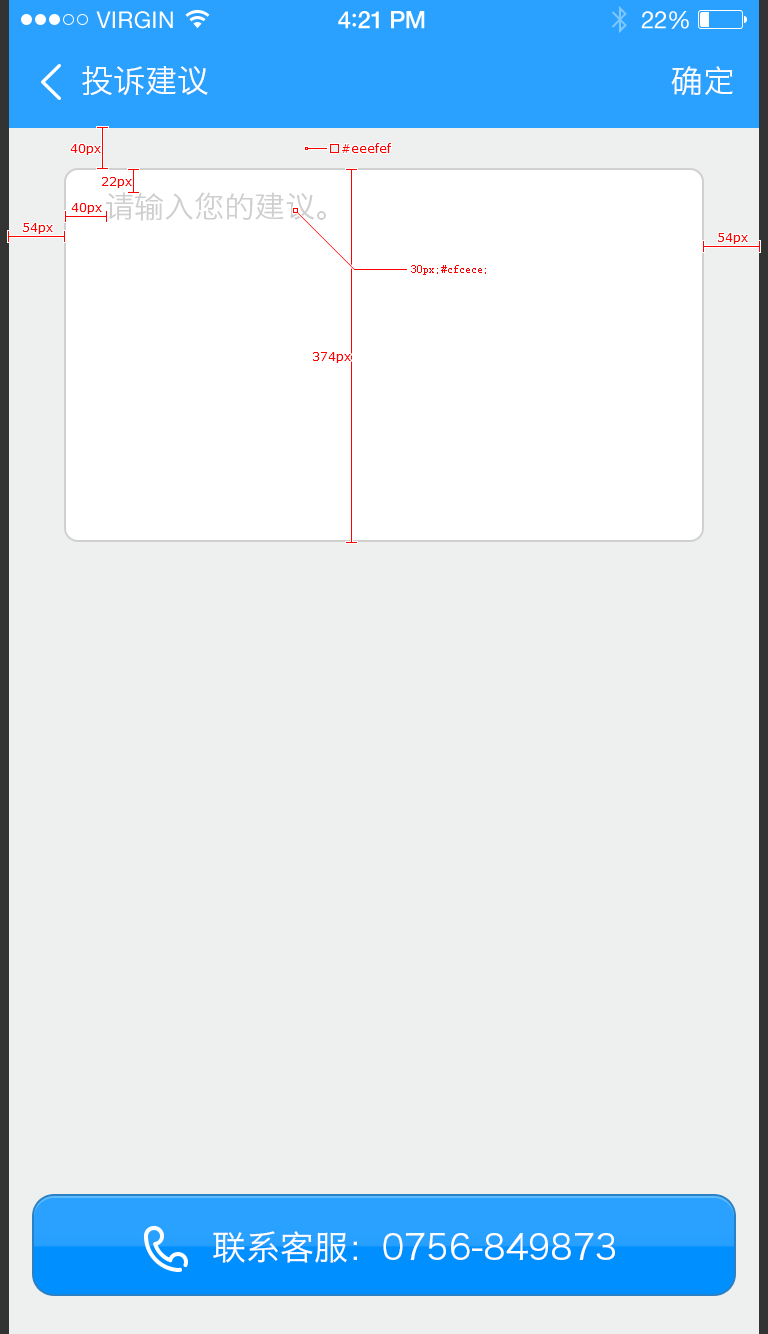 VIRGIN 4:21 PM 22%
投诉建议 确定
40px #eeefef
22px
40px 请输入您的建议。
54px 54px
30px;#cfcece;
374px
联系客服：0756-849873